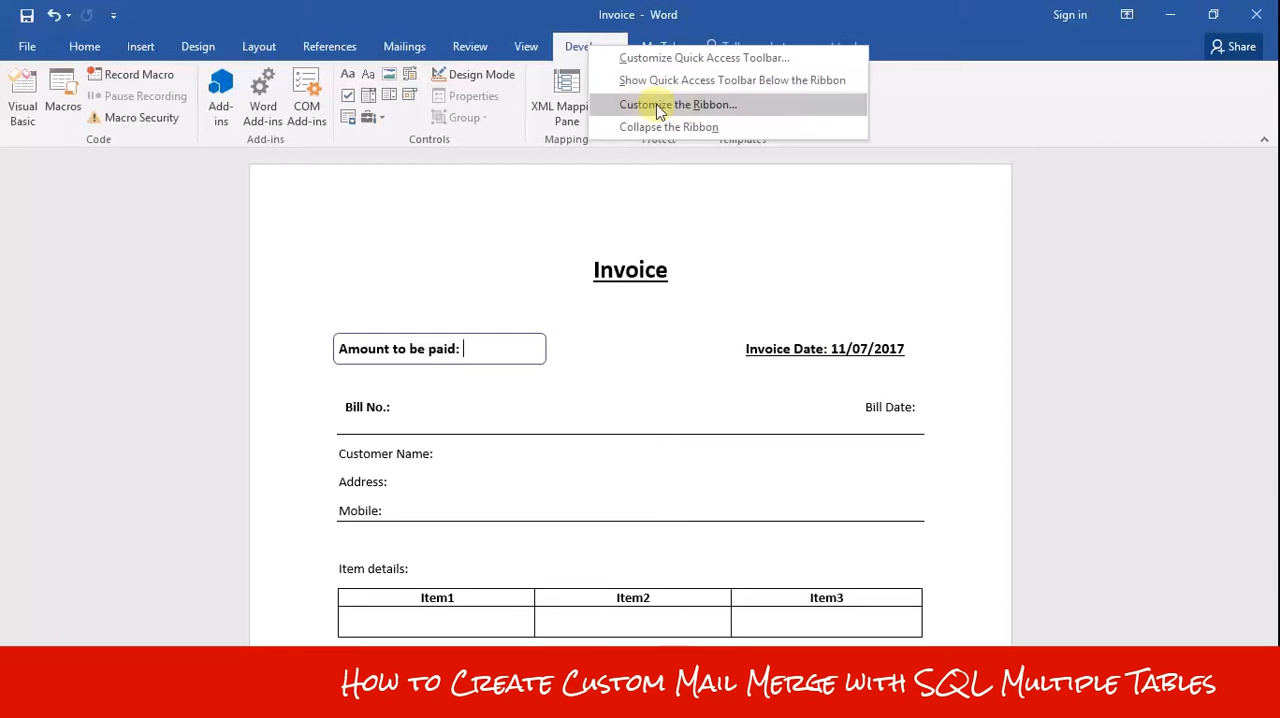 Invoice - Word
Sign in
File Home Insert Design Layout References Mailings Review View Share
Customize Quick Access Toolbar...
Show Quick Access Toolbar Below the Ribbon
Customize the Ribbon...
Collapse the Ribbon
Visual Basic
Macros
Record Macro
Pause Recording
Macro Security
Code
Add-ins
Word Add-ins
COM Add-ins
Add-ins
Aa Aa
Design Mode
Properties
Group
Controls
Pane
Mapping
Protect
Templates
Invoice
Amount to be paid:
Invoice Date: 11/07/2017
Bill No.:
Bill Date:
Customer Name:
Address:
Mobile:
Item details:
Item1 Item2 Item3
How to Create Custom Mail Merge with SQL Multiple Tables